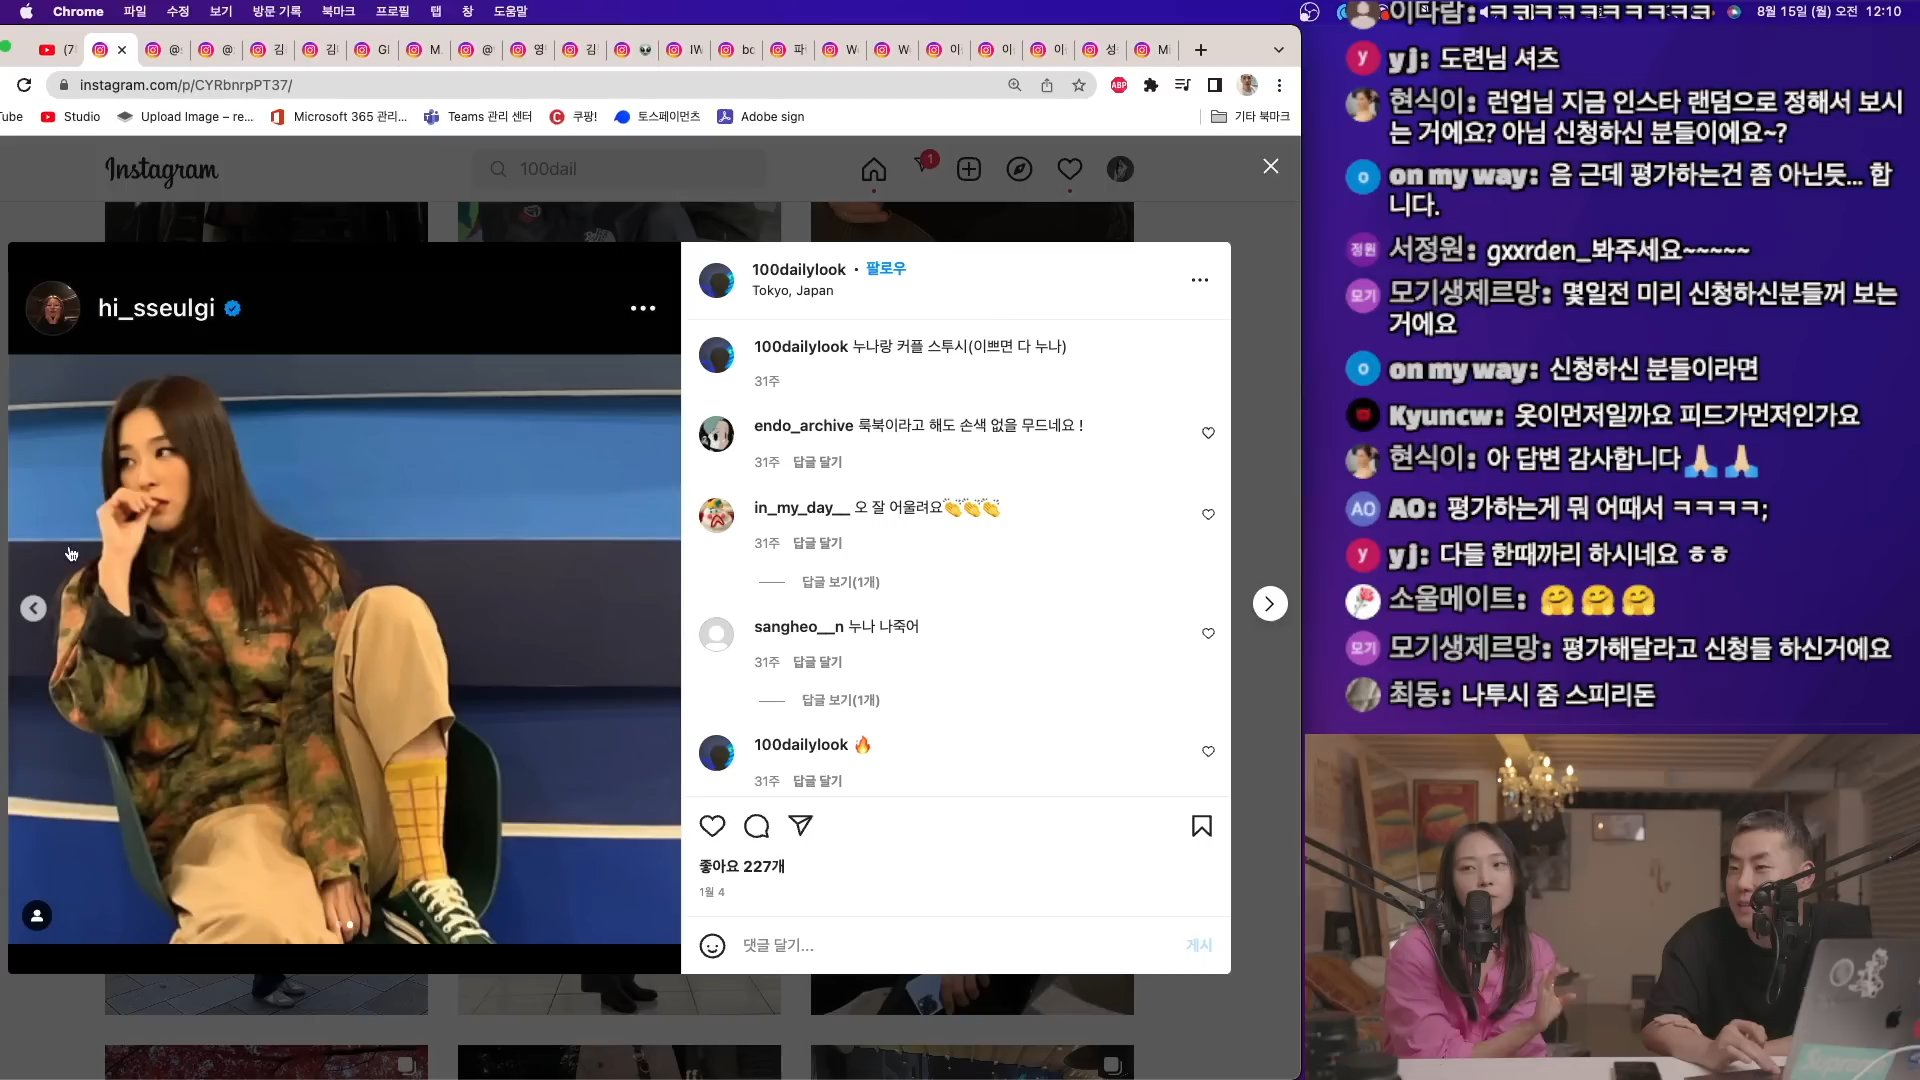 Chrome 파일 수정 보기 방문 기록 북마크 프로필 탭 창 도움말
8월 15일 (월) 오전 12:10
instagram.com/p/CYRbnrpPT37/
ABP
Tube Studio Upload Image – re... Microsoft 365 관리... Teams 관리 센터 쿠팡! 토스페이먼츠 Adobe sign 기타 북마크
Instagram
100dail
1
hi_sseulgi
100dailylook • 팔로우
Tokyo, Japan
100dailylook 누나랑 커플 스투시(이쁘면 다 누나)
31주
endo_archive 룩북이라고 해도 손색 없을 무드네요 !
31주 답글 달기
in_my_day__ 오 잘 어울려요👏👏👏
31주 답글 달기
답글 보기(1개)
sangheo__n 누나 나죽어
31주 답글 달기
답글 보기(1개)
100dailylook 🔥
31주 답글 달기
좋아요 227개
1월 4
댓글 달기...
게시
이다람: ㅋㅋㅋㅋㅋㅋㅋㅋㅋㅋ
y j: 도련님 셔츠
현식이: 런업님 지금 인스타 랜덤으로 정해서 보시
는 거에요? 아님 신청하신 분들이에요~?
on my way: 음 근데 평가하는건 좀 아닌듯... 합
니다.
서정원: gxxrden_봐주세요~~~~~
모기생제르망: 몇일전 미리 신청하신분들꺼 보는
거에요
on my way: 신청하신 분들이라면
Kyuncw: 옷이먼저일까요 피드가먼저인가요
현식이: 아 답변 감사합니다🙏🏻🙏🏻
AO: 평가하는게 뭐 어때서 ㅋㅋㅋㅋ;
y j: 다들 한때까리 하시네요 ㅎㅎ
소울메이트: 🤗🤗🤗
모기생제르망: 평가해달라고 신청들 하신거에요
최동: 나투시 줌 스피리돈
Supreme